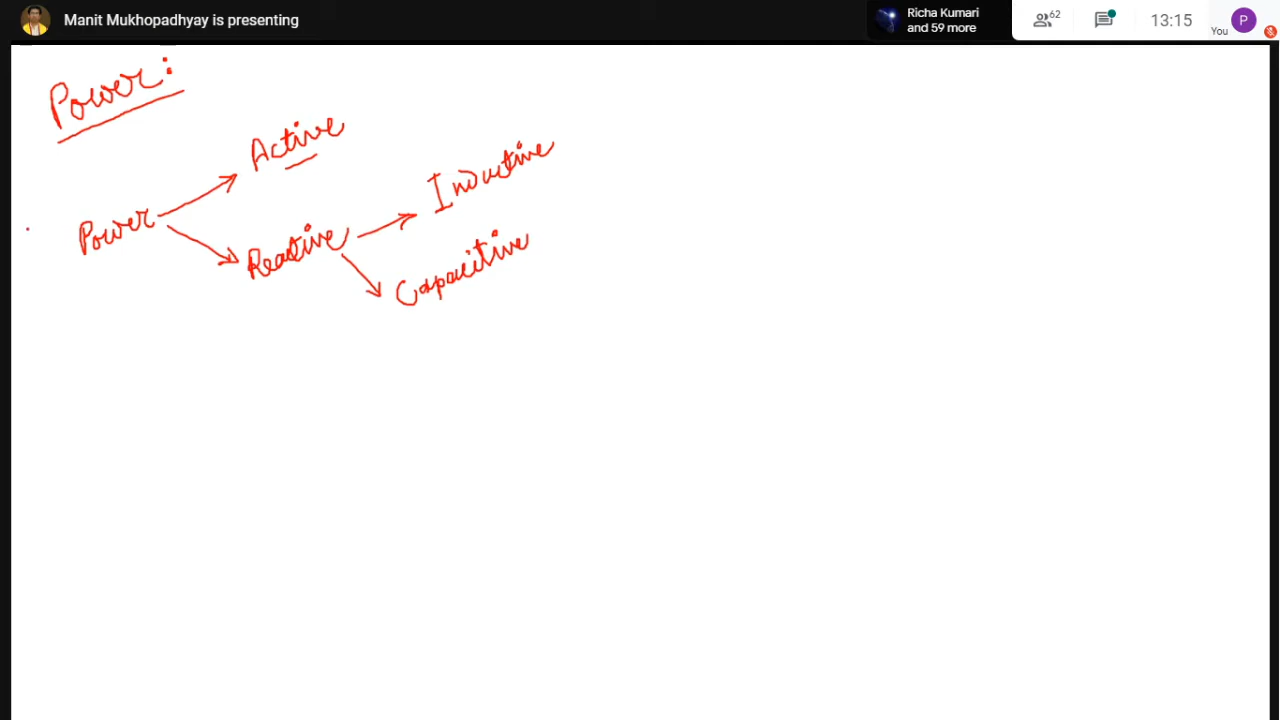 Manit Mukhopadhyay is presenting
Richa Kumari
and 59 more
62
13:15
You
P
Power:
Active
Inductive
Power
Reactive
Capacitive